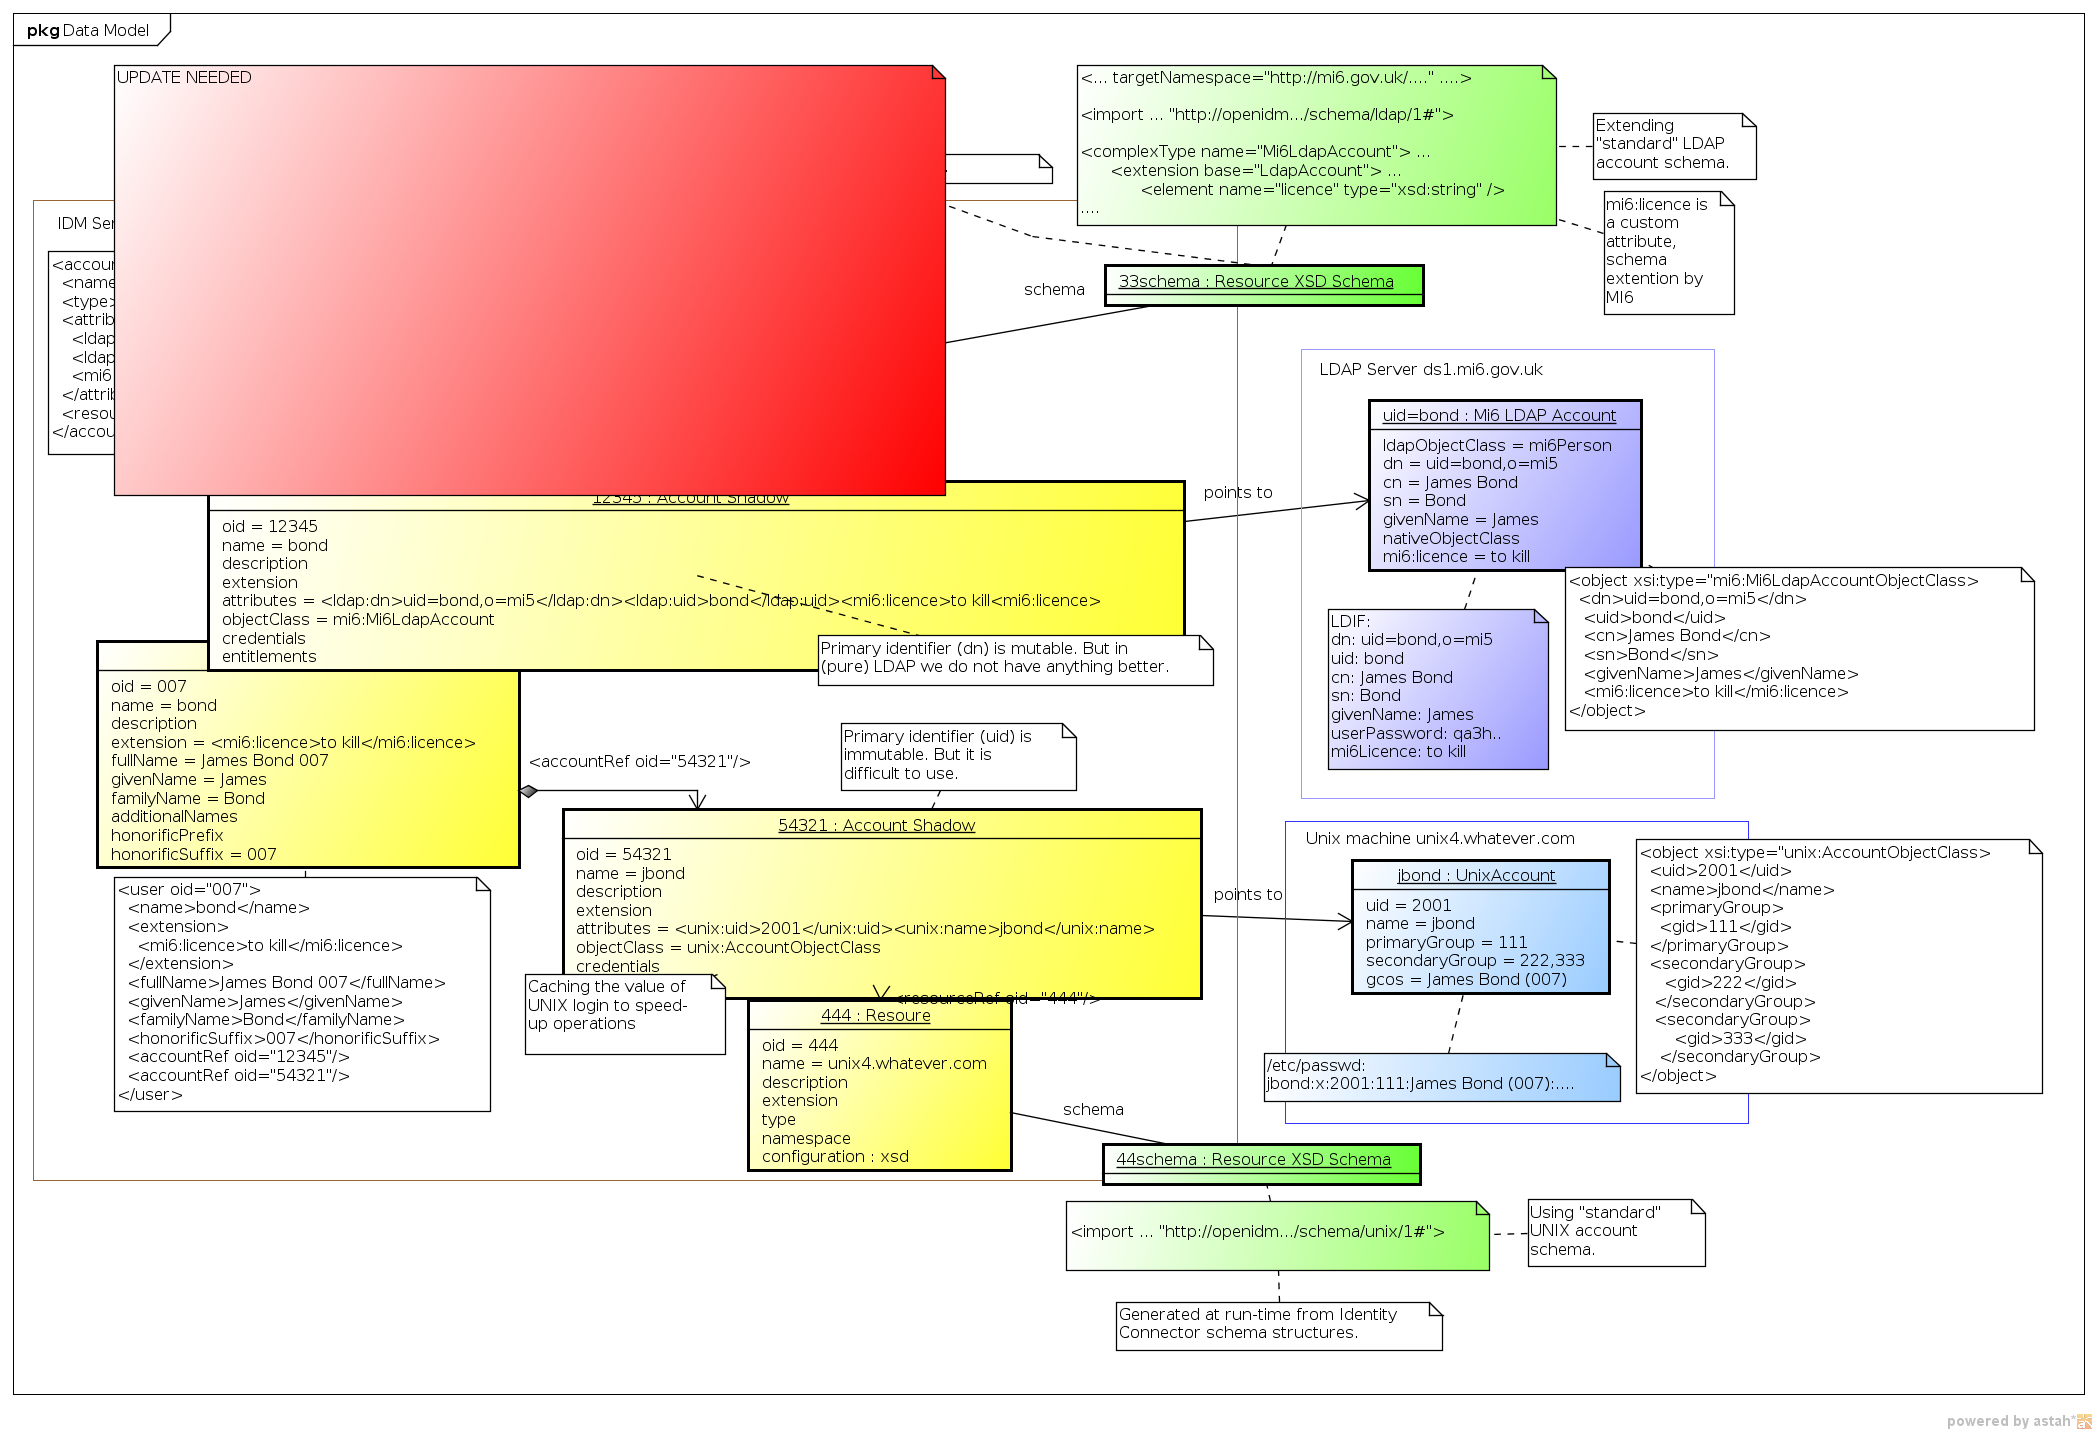 pkg Data Model
UPDATE NEEDED
<... targetNamespace="http://mi6.gov.uk/...." ....>
<import ... "http://openidm.../schema/ldap/1#">
<complexType name="Mi6LdapAccount"> ...
<extension base="LdapAccount"> ...
<element name="licence" type="xsd:string" />
....
Extending
"standard" LDAP
account schema.
mi6:licence is
a custom
attribute,
schema
extention by
MI6
IDM Ser
<accour
<name
<type>
<attrib
<ldap
<ldap
<mi6
</attrib
<resou
</accou
schema
33schema : Resource XSD Schema
LDAP Server ds1.mi6.gov.uk
uid=bond : Mi6 LDAP Account
ldapObjectClass = mi6Person
dn = uid=bond,o=mi5
cn = James Bond
sn = Bond
givenName = James
nativeObjectClass
mi6:licence = to kill
points to
12345 : Account Shadow
oid = 12345
name = bond
description
extension
attributes = <ldap:dn>uid=bond,o=mi5</ldap:dn><ldap:uid>bond</ldap:uid><mi6:licence>to kill<mi6:licence>
objectClass = mi6:Mi6LdapAccount
credentials
entitlements
Primary identifier (dn) is mutable. But in
(pure) LDAP we do not have anything better.
<object xsi:type="mi6:Mi6LdapAccountObjectClass>
<dn>uid=bond,o=mi5</dn>
<uid>bond</uid>
<cn>James Bond</cn>
<sn>Bond</sn>
<givenName>James</givenName>
<mi6:licence>to kill</mi6:licence>
</object>
LDIF:
dn: uid=bond,o=mi5
uid: bond
cn: James Bond
sn: Bond
givenName: James
userPassword: qa3h..
mi6Licence: to kill
oid = 007
name = bond
description
extension = <mi6:licence>to kill</mi6:licence>
fullName = James Bond 007
givenName = James
familyName = Bond
additionalNames
honorificPrefix
honorificSuffix = 007
<accountRef oid="54321"/>
Primary identifier (uid) is
immutable. But it is
difficult to use.
54321 : Account Shadow
oid = 54321
name = jbond
description
extension
attributes = <unix:uid>2001</unix:uid><unix:name>jbond</unix:name>
objectClass = unix:AccountObjectClass
credentials
points to
Unix machine unix4.whatever.com
jbond : UnixAccount
uid = 2001
name = jbond
primaryGroup = 111
secondaryGroup = 222,333
gcos = James Bond (007)
<object xsi:type="unix:AccountObjectClass>
<uid>2001</uid>
<name>jbond</name>
<primaryGroup>
<gid>111</gid>
</primaryGroup>
<secondaryGroup>
<gid>222</gid>
</secondaryGroup>
<secondaryGroup>
<gid>333</gid>
</secondaryGroup>
</object>
/etc/passwd:
jbond:x:2001:111:James Bond (007):....
<user oid="007">
<name>bond</name>
<extension>
<mi6:licence>to kill</mi6:licence>
</extension>
<fullName>James Bond 007</fullName>
<givenName>James</givenName>
<familyName>Bond</familyName>
<honorificSuffix>007</honorificSuffix>
<accountRef oid="12345"/>
<accountRef oid="54321"/>
</user>
Caching the value of
UNIX login to speed-
up operations
<resourceRef oid="444"/>
444 : Resoure
oid = 444
name = unix4.whatever.com
description
extension
type
namespace
configuration : xsd
schema
44schema : Resource XSD Schema
<import ... "http://openidm.../schema/unix/1#">
Using "standard"
UNIX account
schema.
Generated at run-time from Identity
Connector schema structures.
powered by astah*